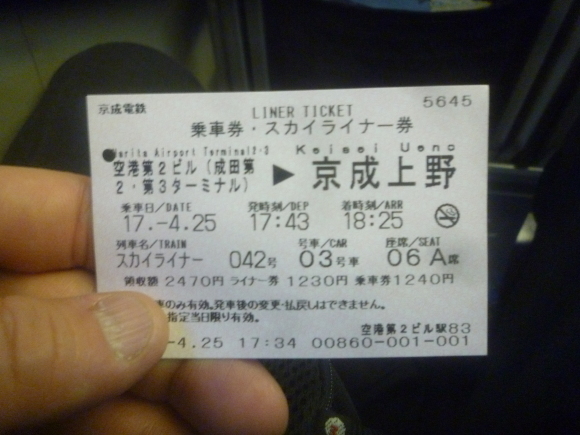 京成電鉄 LINER TICKET 5645
乗車券・スカイライナー券
Narita Airport Terminal2・3 Keisei Ueno
空港第2ビル(成田第
2・第3ターミナル) ▶ 京成上野
乗車日/DATE 発時刻/DEP 着時刻/ARR
17.-4.25 17:43 18:25
列車名/TRAIN 号車/CAR 座席/SEAT
スカイライナー 042号 03号車 06A席
領収額 2470円 ライナー券 1230円 乗車券 1240円
車のみ有効。発車後の変更・払戻しはできません。
指定当日限り有効。
空港第2ビル駅83
-4.25 17:34 00860-001-001